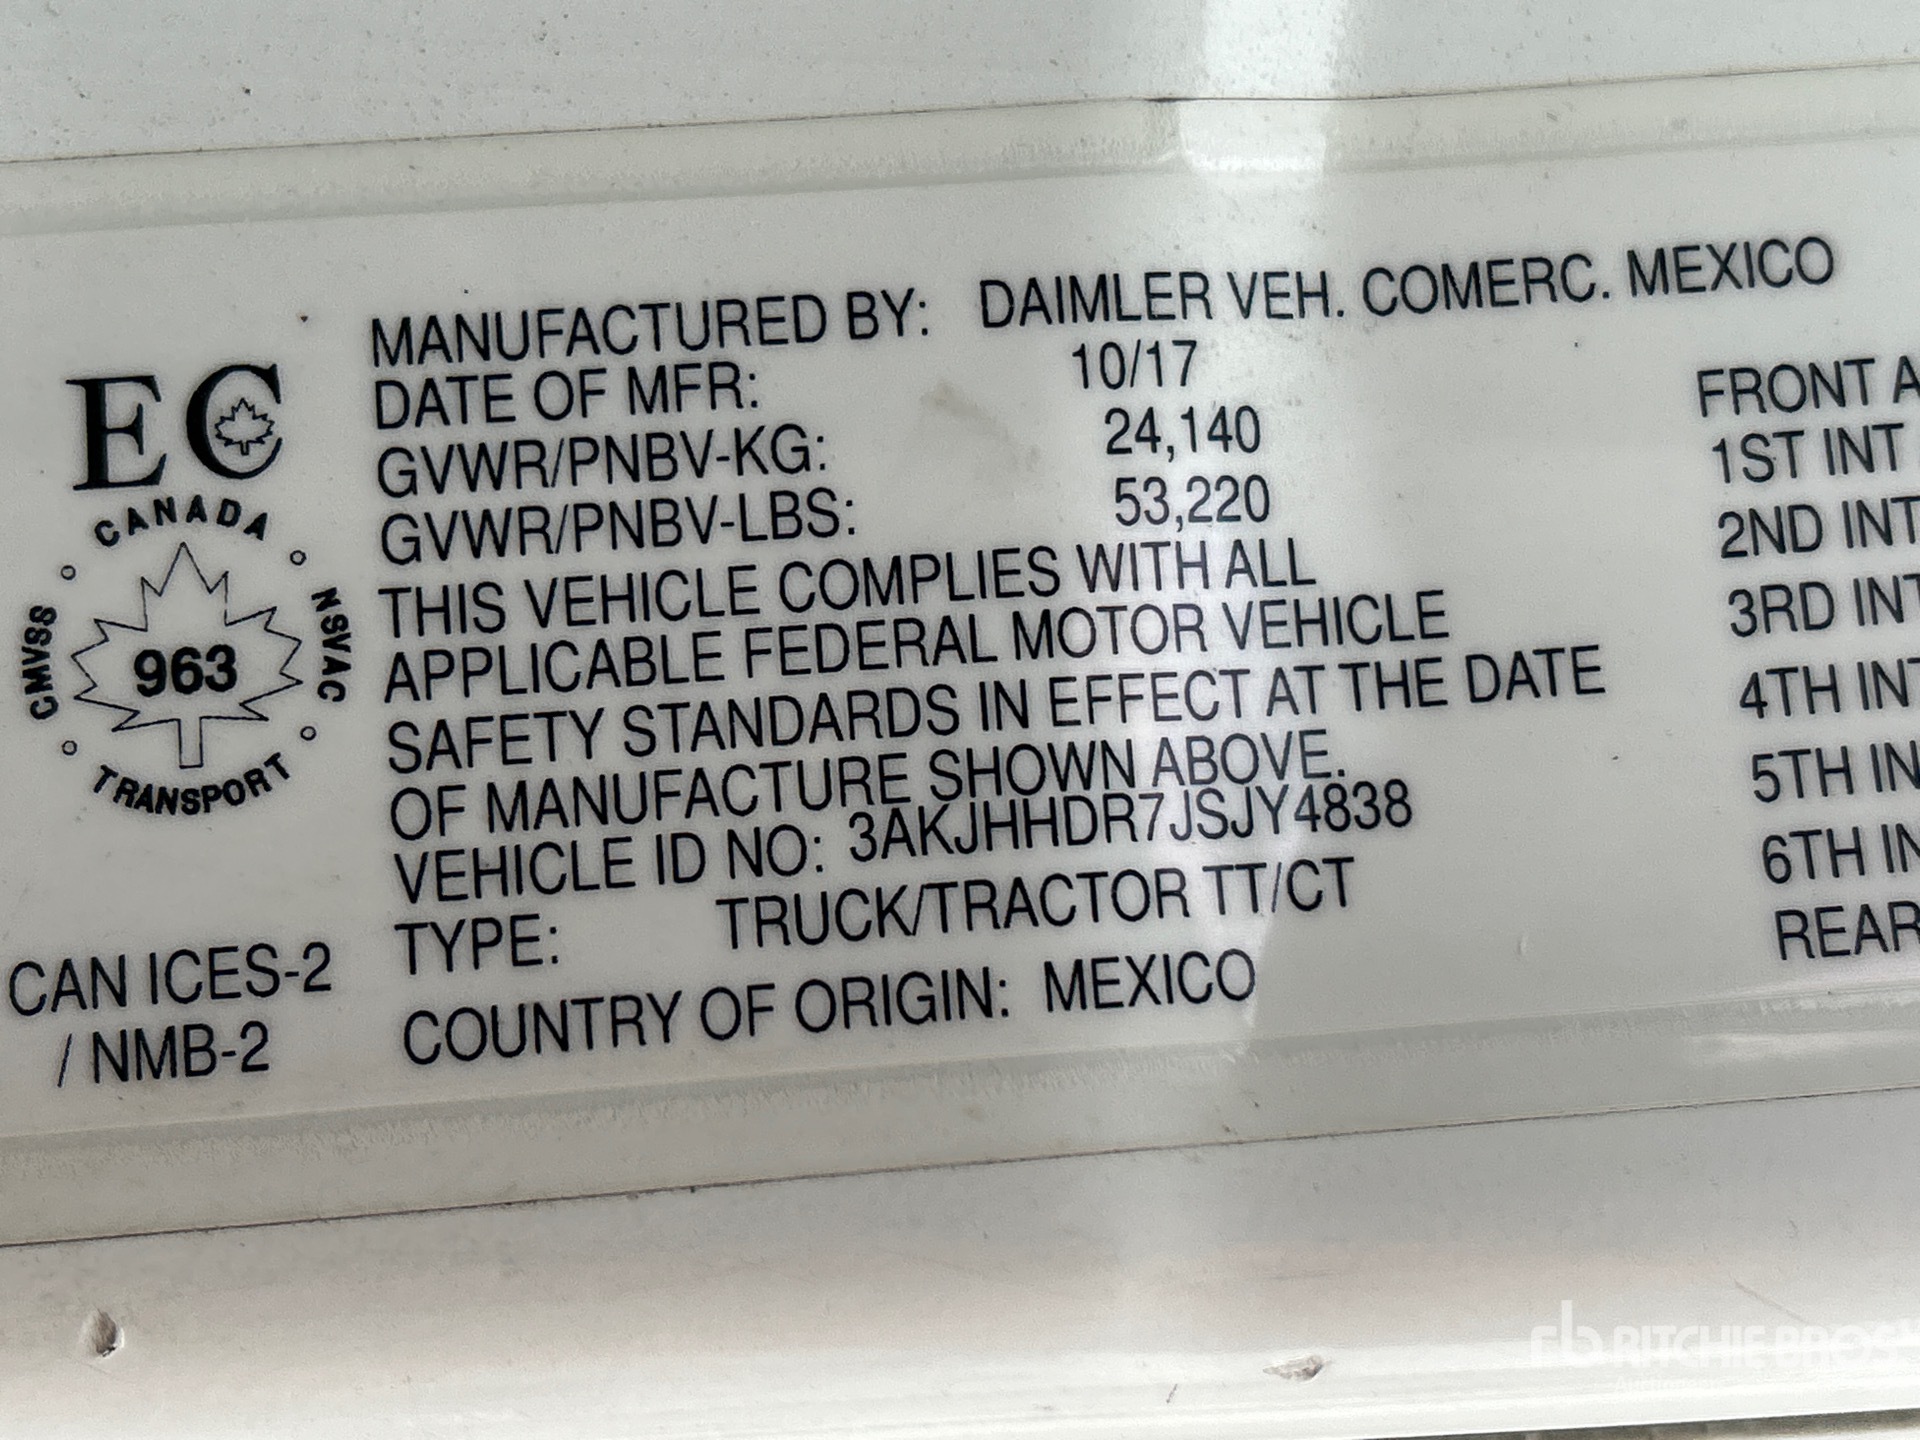 MANUFACTURED BY: DAIMLER VEH. COMERC. MEXICO
DATE OF MFR: 10/17
GVWR/PNBV-KG: 24,140
GVWR/PNBV-LBS: 53,220
THIS VEHICLE COMPLIES WITH ALL
APPLICABLE FEDERAL MOTOR VEHICLE
SAFETY STANDARDS IN EFFECT AT THE DATE
OF MANUFACTURE SHOWN ABOVE.
VEHICLE ID NO: 3AKJHHDR7JSJY4838
TYPE: TRUCK/TRACTOR TT/CT
COUNTRY OF ORIGIN: MEXICO
EC
CANADA
CMVSS
963
NSVAC
TRANSPORT
CAN ICES-2
/ NMB-2
FRONT A
1ST INT
2ND INT
3RD INT
4TH INT
5TH IN
6TH IN
REAR
rb RITCHIE BROS